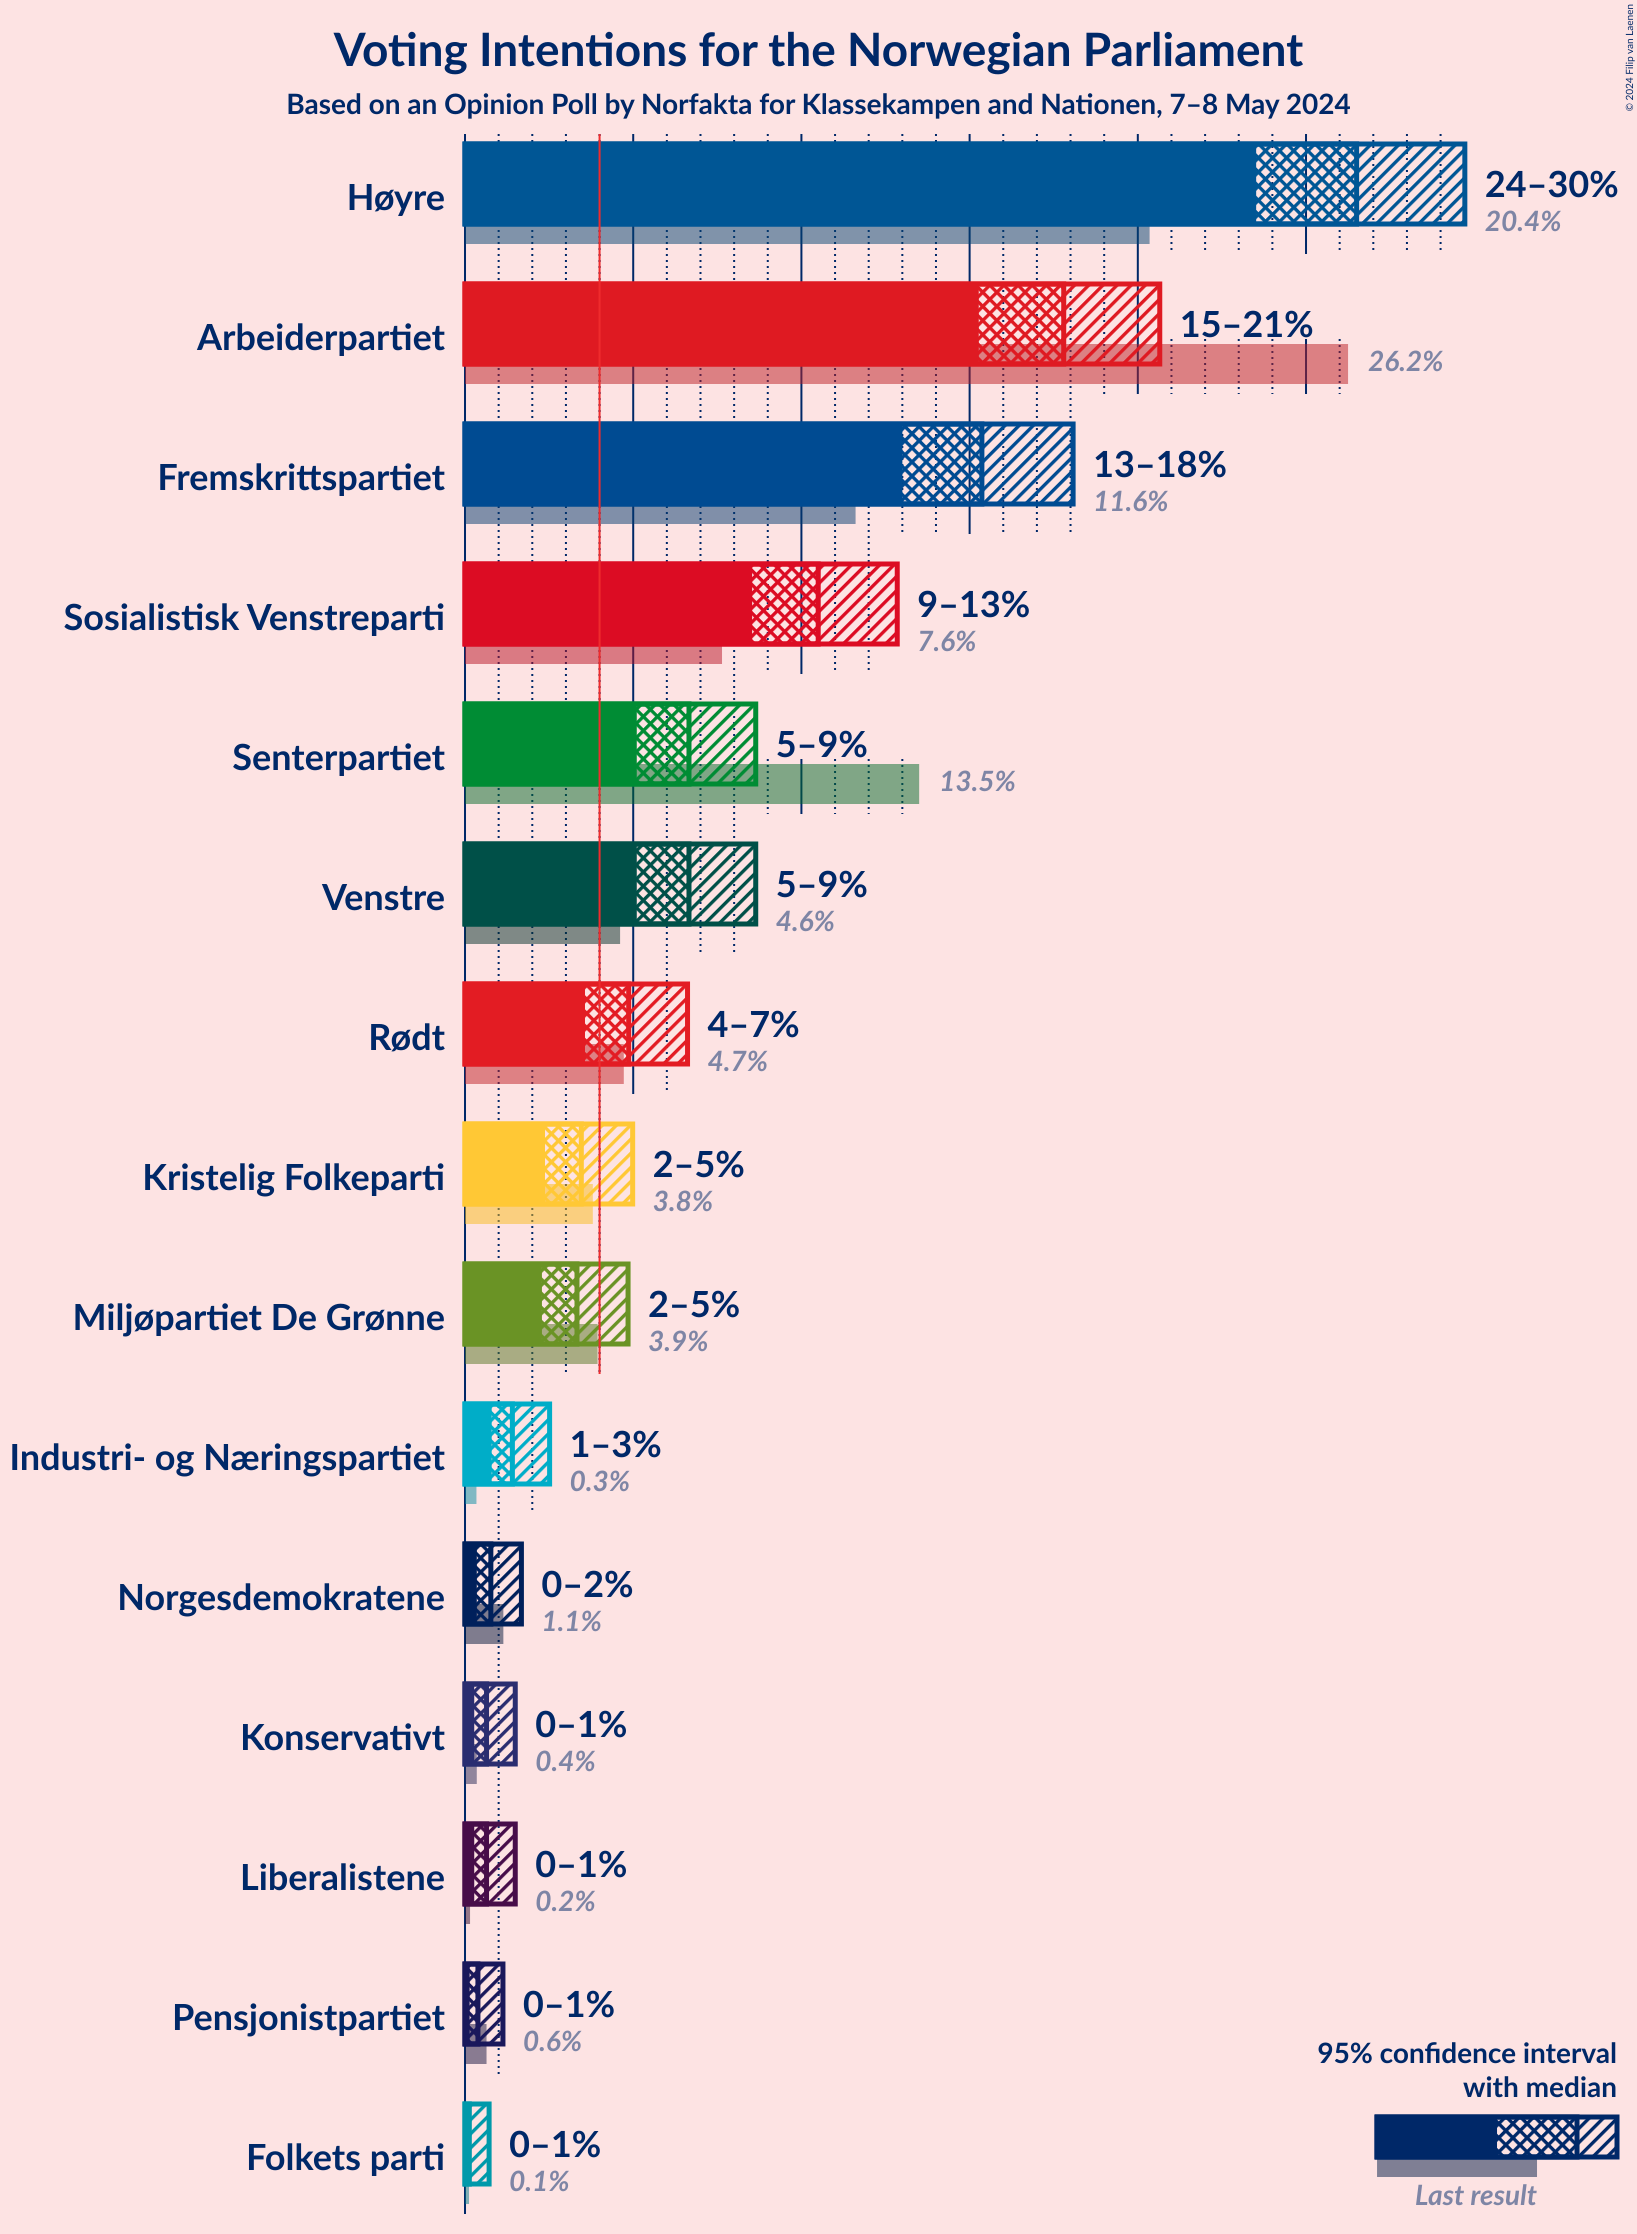 © 2024 Filip van Laenen
Voting Intentions for the Norwegian Parliament
Based on an Opinion Poll by Norfakta for Klassekampen and Nationen, 7–8 May 2024
Høyre
24–30%
20.4%
Arbeiderpartiet
15–21%
26.2%
Fremskrittspartiet
13–18%
11.6%
Sosialistisk Venstreparti
9–13%
7.6%
Senterpartiet
5–9%
13.5%
Venstre
5–9%
4.6%
Rødt
4–7%
4.7%
Kristelig Folkeparti
2–5%
3.8%
Miljøpartiet De Grønne
2–5%
3.9%
Industri- og Næringspartiet
1–3%
0.3%
Norgesdemokratene
0–2%
1.1%
Konservativt
0–1%
0.4%
Liberalistene
0–1%
0.2%
Pensjonistpartiet
0–1%
0.6%
Folkets parti
0–1%
0.1%
95% confidence interval
with median
Last result